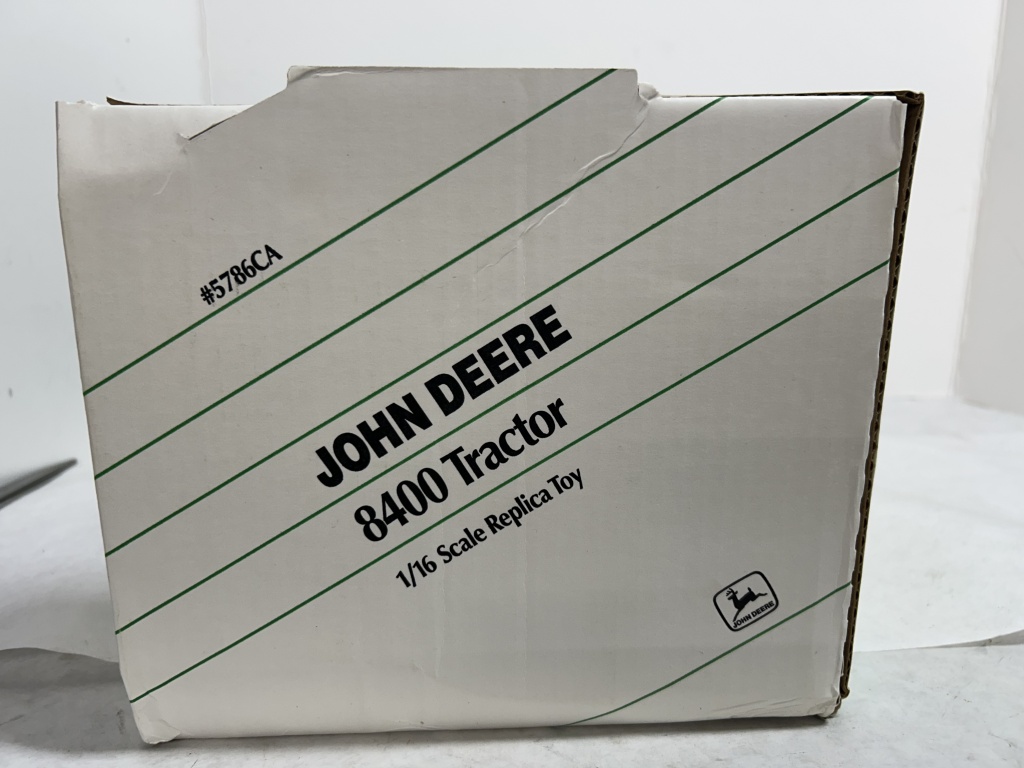 #5786CA
JOHN DEERE
8400 Tractor
1/16 Scale Replica Toy
JOHN DEERE